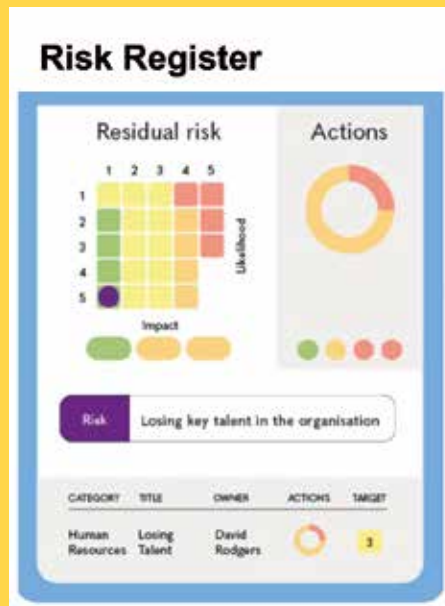 Risk Register
Residual risk
Actions
1 2 3 4 5
1
2
3
4
5
Likelihood
Impact
Risk
Losing key talent in the organisation
CATEGORY TITLE OWNER ACTIONS TARGET
Human Losing David
Resources Talent Rodgers
3